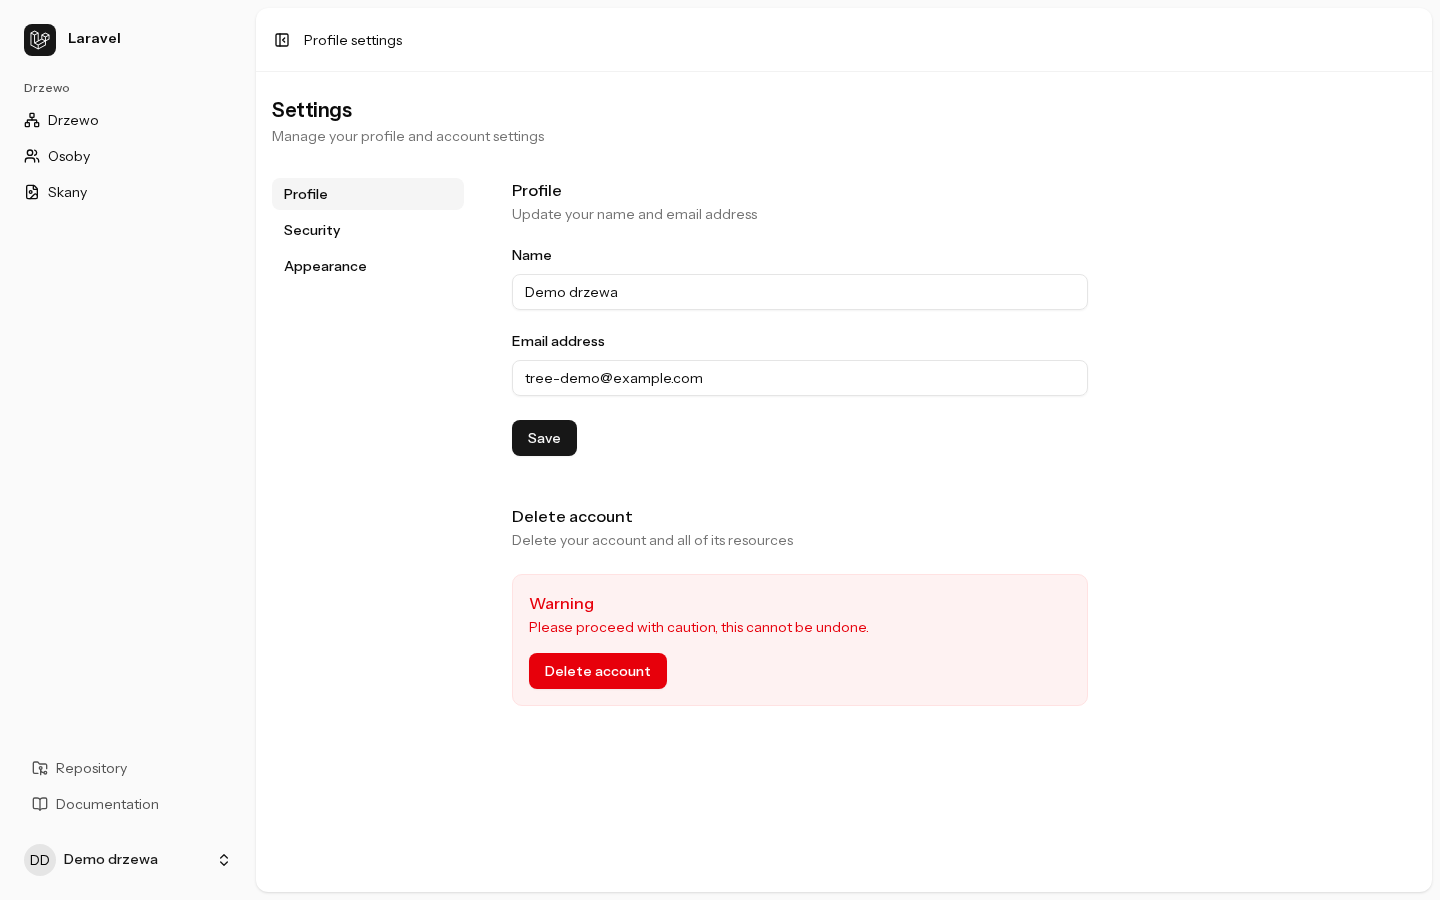 Laravel
Drzewo
Drzewo
Osoby
Skany
Repository
Documentation
DD
Demo drzewa
Profile settings
Settings
Manage your profile and account settings
Profile
Security
Appearance
Profile
Update your name and email address
Name
Demo drzewa
Email address
tree-demo@example.com
Save
Delete account
Delete your account and all of its resources
Warning
Please proceed with caution, this cannot be undone.
Delete account